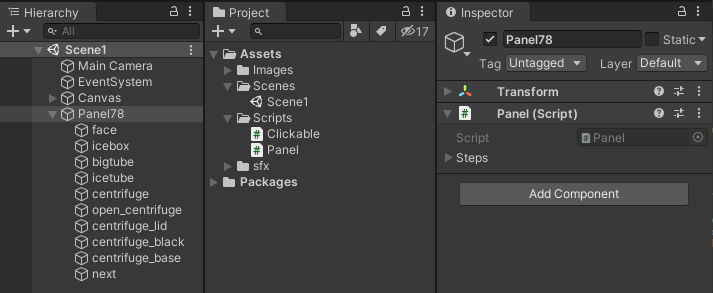 Hierarchy
All
Scene1
Main Camera
EventSystem
Canvas
Panel78
face
icebox
bigtube
icetube
centrifuge
open_centrifuge
centrifuge_lid
centrifuge_black
centrifuge_base
next
Project
17
Assets
Images
Scenes
Scene1
Scripts
Clickable
Panel
sfx
Packages
Inspector
Panel78 Static
Tag Untagged Layer Default
Transform
Panel (Script)
Script Panel
Steps
Add Component